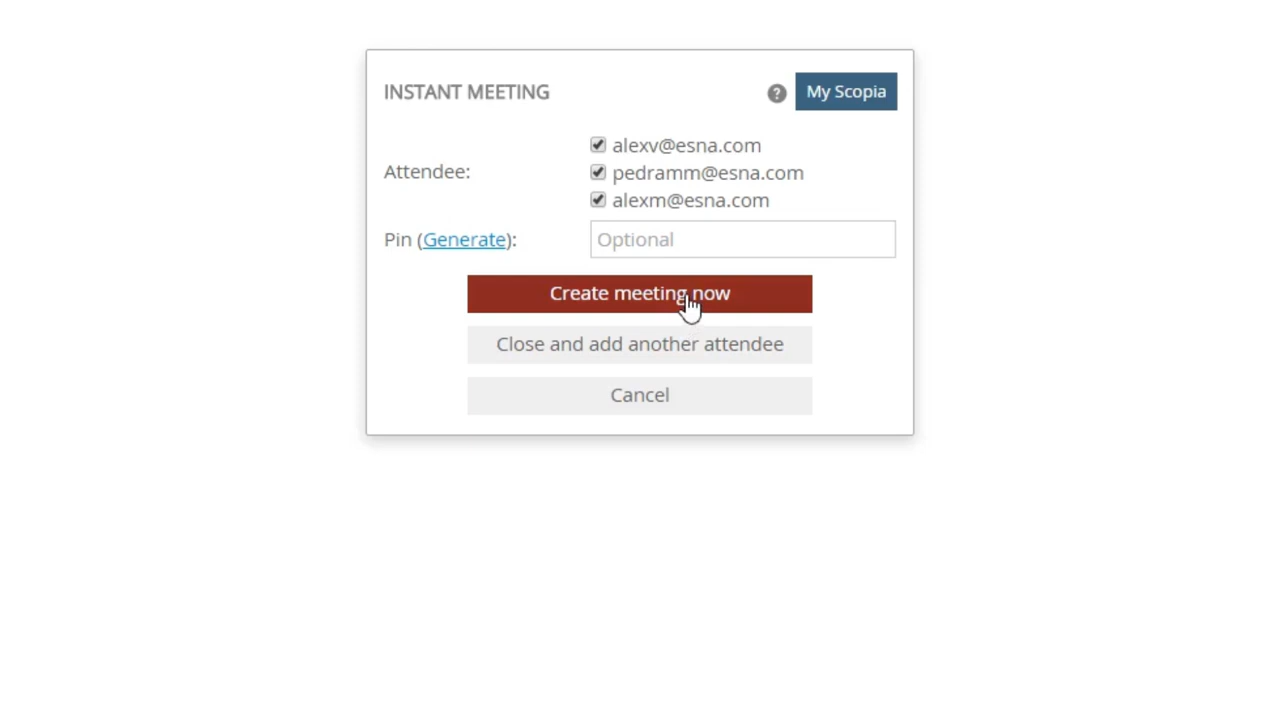 INSTANT MEETING
? My Scopia
Attendee:
alexv@esna.com
pedramm@esna.com
alexm@esna.com
Pin (Generate):
Optional
Create meeting now
Close and add another attendee
Cancel